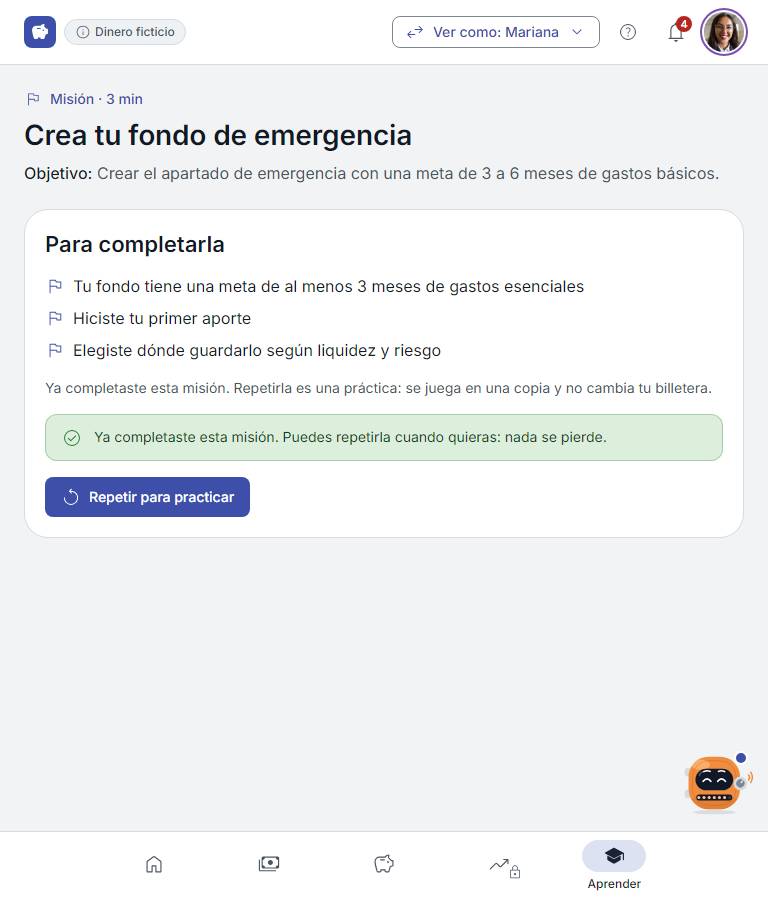 Dinero ficticio
Ver como: Mariana
4
Misión · 3 min
Crea tu fondo de emergencia
Objetivo: Crear el apartado de emergencia con una meta de 3 a 6 meses de gastos básicos.
Para completarla
Tu fondo tiene una meta de al menos 3 meses de gastos esenciales
Hiciste tu primer aporte
Elegiste dónde guardarlo según liquidez y riesgo
Ya completaste esta misión. Repetirla es una práctica: se juega en una copia y no cambia tu billetera.
Ya completaste esta misión. Puedes repetirla cuando quieras: nada se pierde.
Repetir para practicar
Aprender